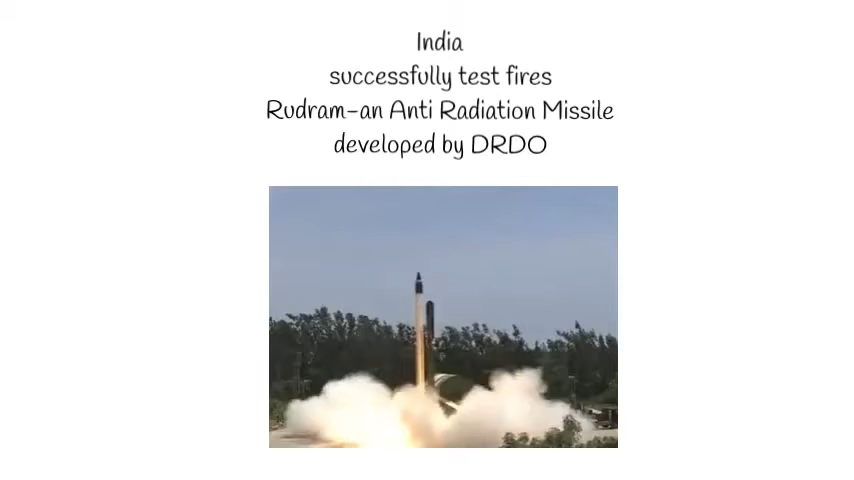 India
successfully test fires
Rudram-an Anti Radiation Missile
developed by DRDO